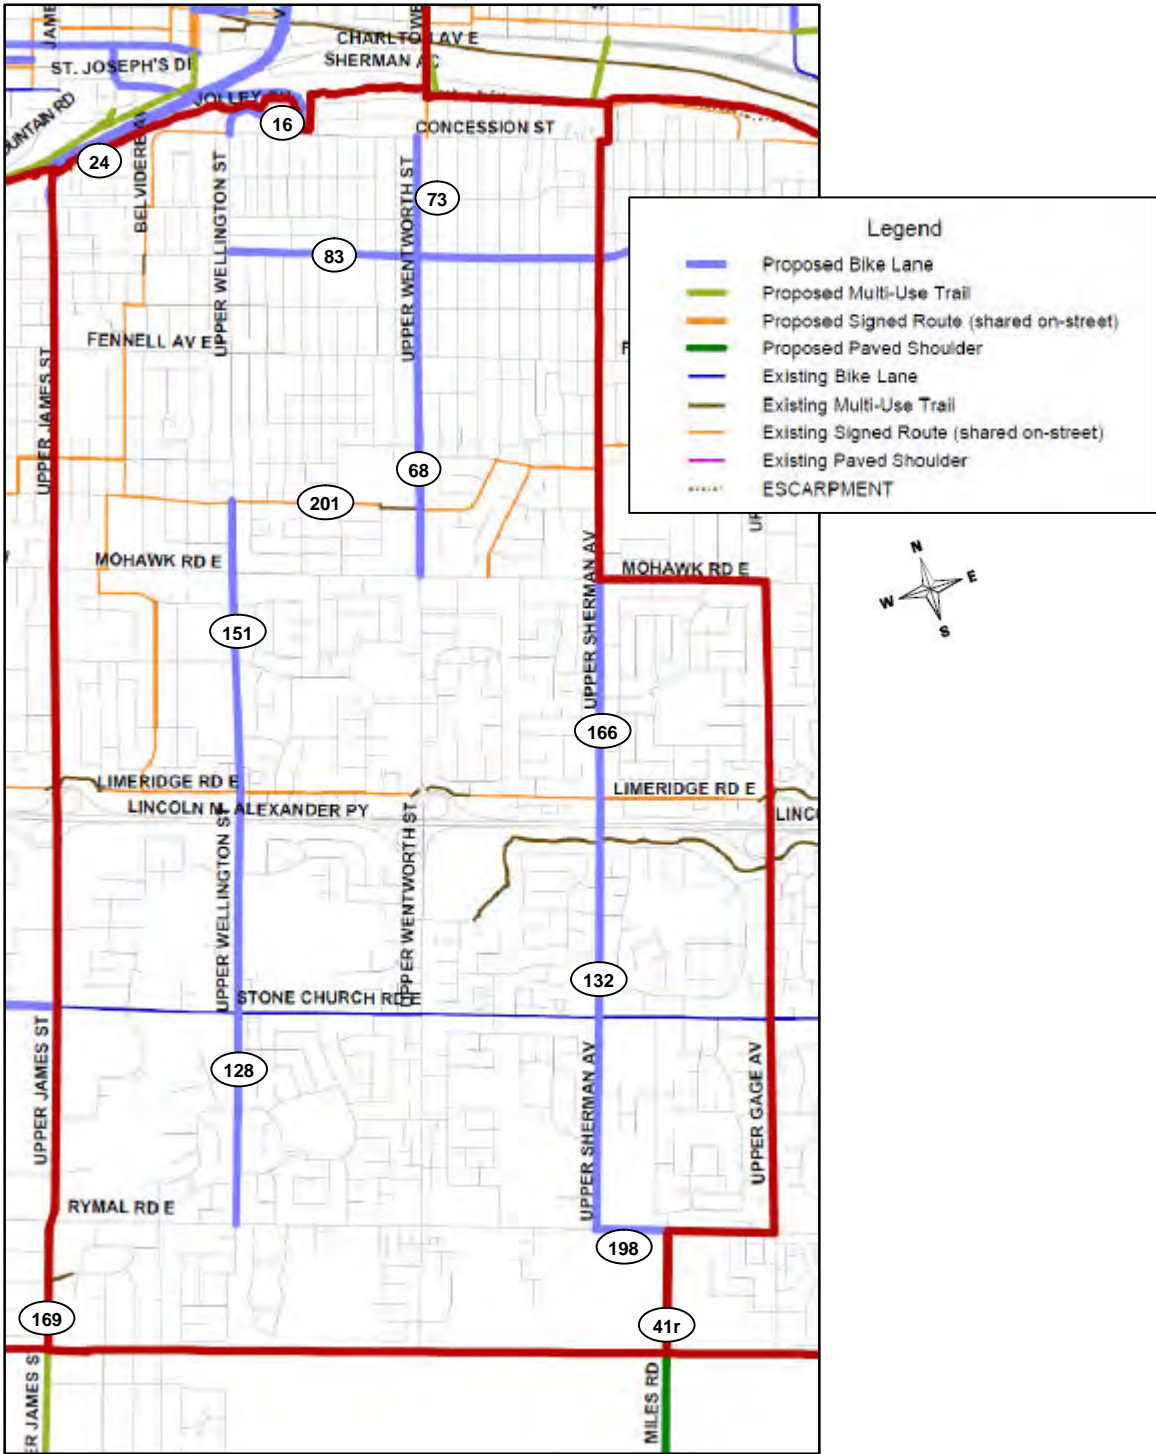 CHARLTON AV E
SHERMAN AC
ST. JOSEPH'S DR
JOLLEY
16
CONCESSION ST
24
BELVIDERE AV
UPPER WELLINGTON ST
UPPER WENTWORTH ST
73
83
Legend
Proposed Bike Lane
Proposed Multi-Use Trail
Proposed Signed Route (shared on-street)
Proposed Paved Shoulder
Existing Bike Lane
Existing Multi-Use Trail
Existing Signed Route (shared on-street)
Existing Paved Shoulder
ESCARPMENT
FENNELL AV E
UPPER JAMES ST
68
201
MOHAWK RD E
UPPER SHERMAN AV
MOHAWK RD E
N
E
W
S
151
166
LIMERIDGE RD E
LIMERIDGE RD E
LINCOLN M. ALEXANDER PY
LINC
UPPER WELLINGTON ST
UPPER WENTWORTH ST
132
STONE CHURCH RD E
UPPER JAMES ST
128
UPPER SHERMAN AV
UPPER GAGE AV
RYMAL RD E
198
169
41r
ER JAMES S
MILES RD